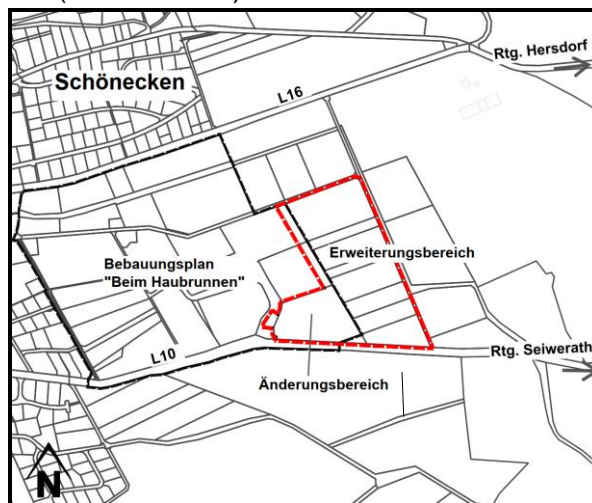 Rtg. Hersdorf
Schönecken
L16
Bebauungsplan
"Beim Haubrunnen"
Erweiterungsbereich
L10
Rtg. Seiwerath
Änderungsbereich
N